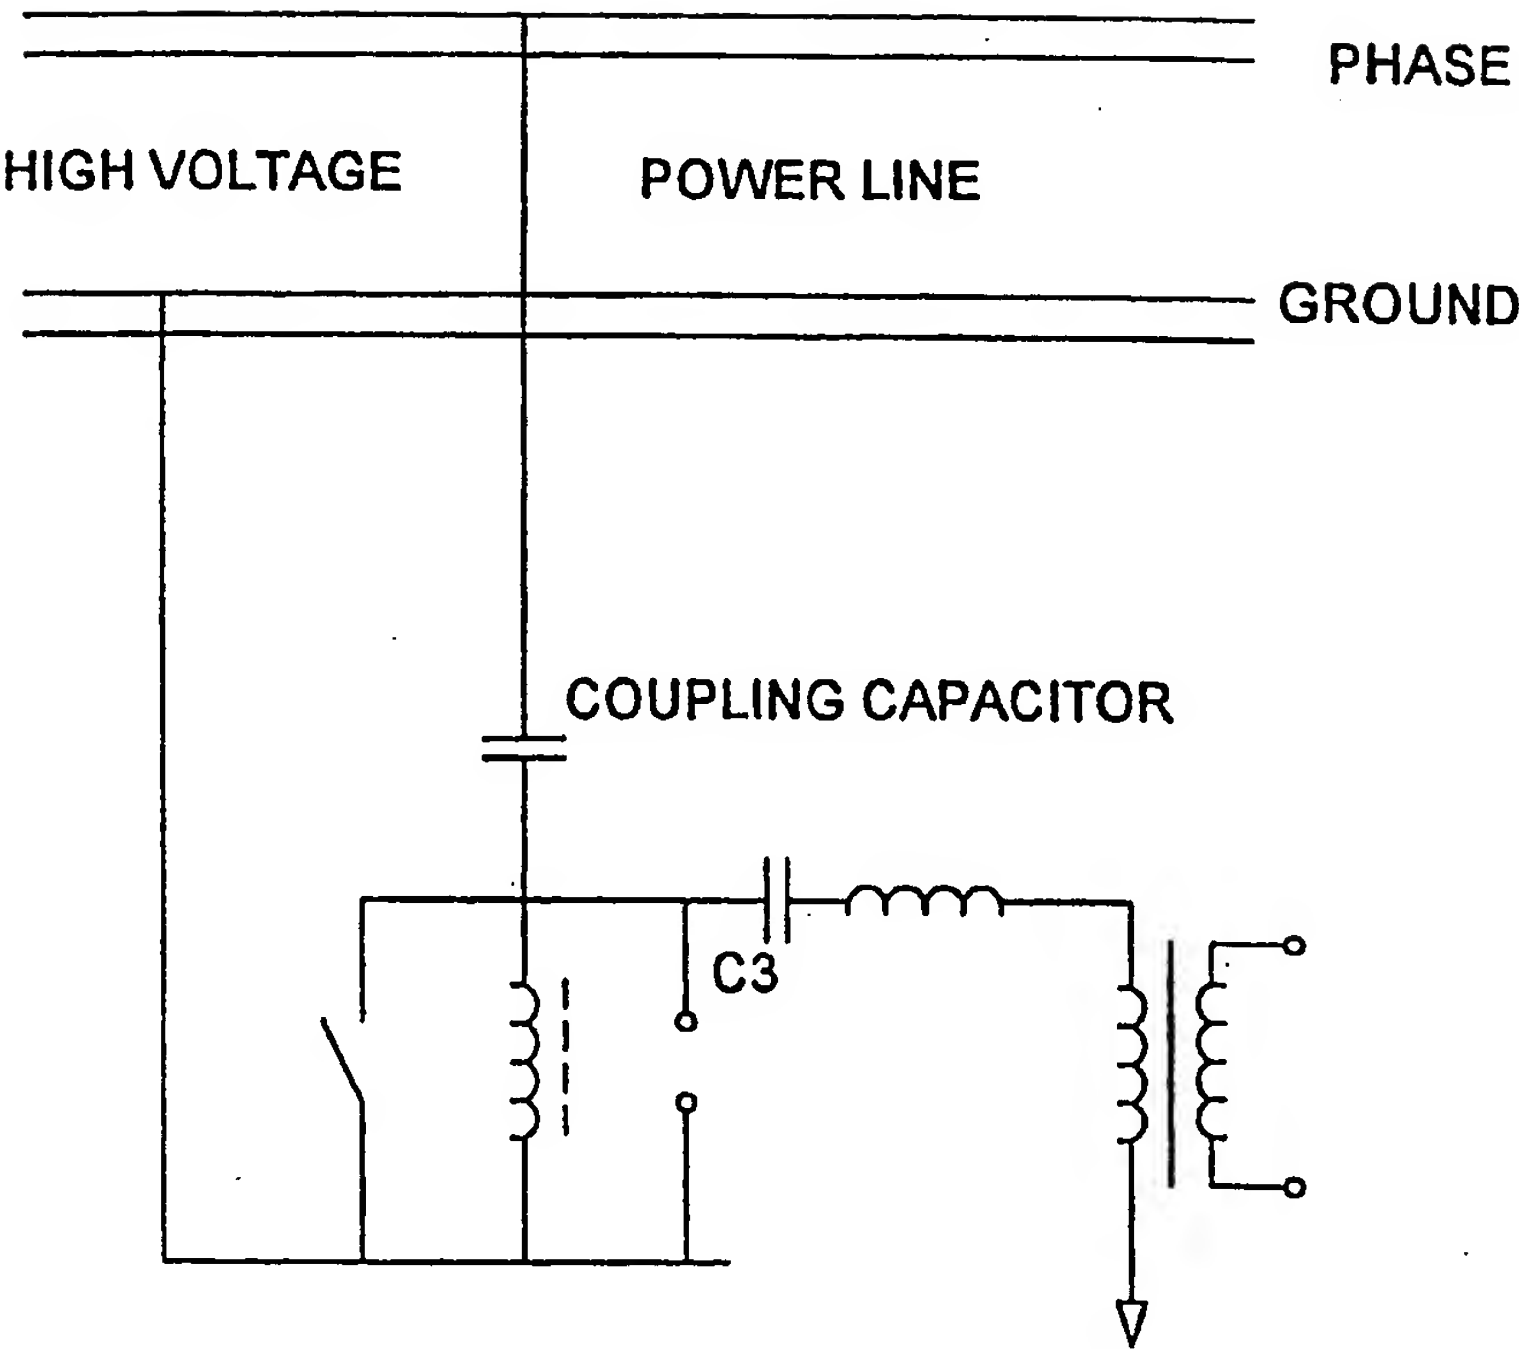 PHASE
HIGH VOLTAGE POWER LINE
GROUND
COUPLING CAPACITOR
C3